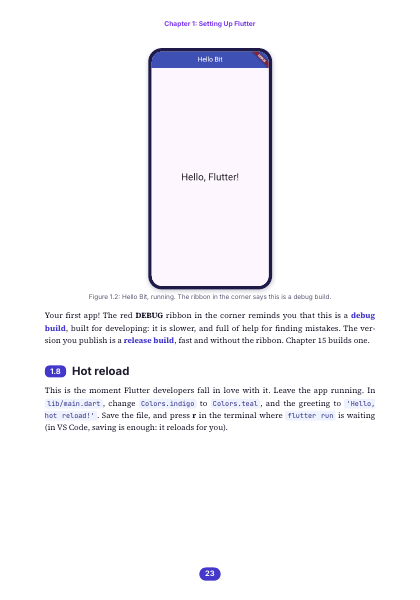 Chapter 1: Setting Up Flutter
Hello Bit
DEBUG
Hello, Flutter!
Figure 1.2: Hello Bit, running. The ribbon in the corner says this is a debug build.
Your first app! The red DEBUG ribbon in the corner reminds you that this is a debug
build, built for developing: it is slower, and full of help for finding mistakes. The ver-
sion you publish is a release build, fast and without the ribbon. Chapter 15 builds one.
1.8 Hot reload
This is the moment Flutter developers fall in love with it. Leave the app running. In
lib/main.dart, change Colors.indigo to Colors.teal, and the greeting to 'Hello,
hot reload!'. Save the file, and press r in the terminal where flutter run is waiting
(in VS Code, saving is enough: it reloads for you).
23